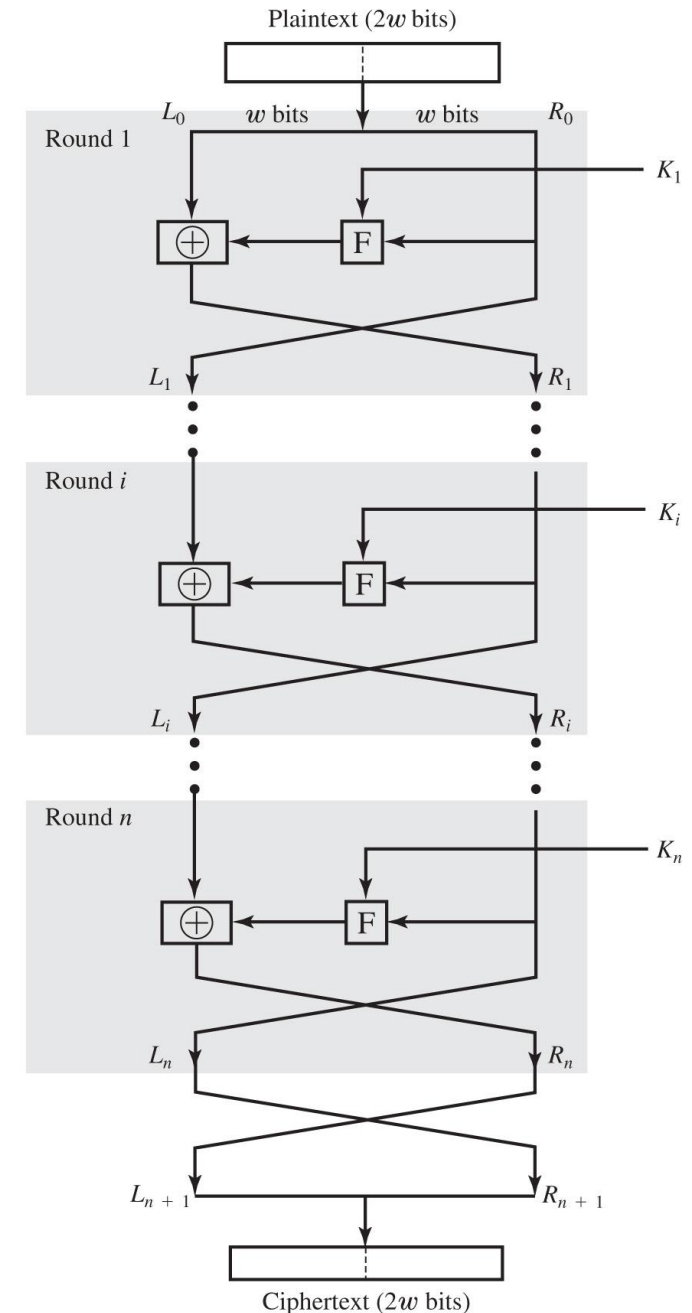 Plaintext (2w bits)
L₀ w bits w bits R₀
Round 1
K₁
⊕ F
L₁ R₁
Round i
Kᵢ
⊕ F
Lᵢ Rᵢ
Round n
Kₙ
⊕ F
Lₙ Rₙ
Lₙ ₊ ₁ Rₙ ₊ ₁
Ciphertext (2w bits)